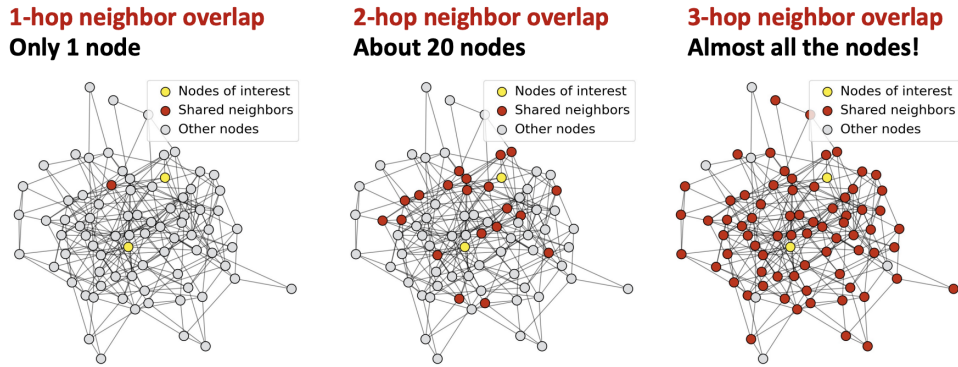 1-hop neighbor overlap
Only 1 node
Nodes of interest
Shared neighbors
Other nodes
2-hop neighbor overlap
About 20 nodes
Nodes of interest
Shared neighbors
Other nodes
3-hop neighbor overlap
Almost all the nodes!
Nodes of interest
Shared neighbors
Other nodes